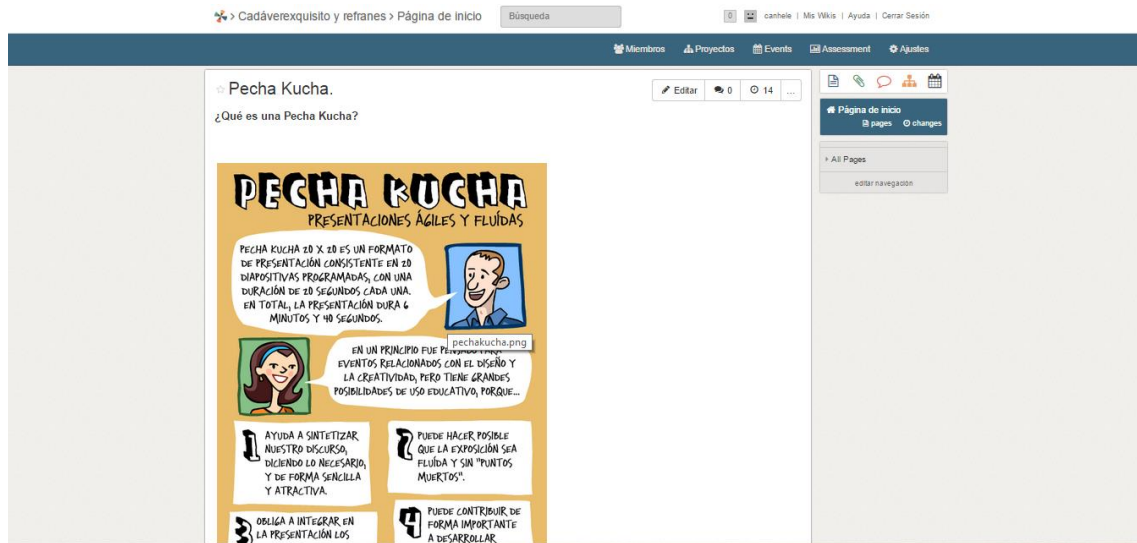 > Cadáverexquisito y refranes > Página de inicio
Búsqueda
0 canhele | Mis Wikis | Ayuda | Cerrar Sesión
Miembros Proyectos Events Assessment Ajustes
Pecha Kucha.
Editar 0 14 ...
¿Qué es una Pecha Kucha?
Página de inicio
pages changes
All Pages
editar navegación
PECHA KUCHA
PRESENTACIONES ÁGILES Y FLUÍDAS
PECHA KUCHA 20 X 20 ES UN FORMATO
DE PRESENTACIÓN CONSISTENTE EN 20
DIAPOSITIVAS PROGRAMADAS, CON UNA
DURACIÓN DE 20 SEGUNDOS CADA UNA.
EN TOTAL, LA PRESENTACIÓN DURA 6
MINUTOS Y 40 SEGUNDOS.
pechakucha.png
EN UN PRINCIPIO FUE PENSADO PARA
EVENTOS RELACIONADOS CON EL DISEÑO Y
LA CREATIVIDAD, PERO TIENE GRANDES
POSIBILIDADES DE USO EDUCATIVO, PORQUE...
1 AYUDA A SINTETIZAR
NUESTRO DISCURSO,
DICIENDO LO NECESARIO,
Y DE FORMA SENCILLA
Y ATRACTIVA.
2 PUEDE HACER POSIBLE
QUE LA EXPOSICIÓN SEA
FLUÍDA Y SIN "PUNTOS
MUERTOS".
3 OBLIGA A INTEGRAR EN
LA PRESENTACIÓN LOS
4 PUEDE CONTRIBUIR DE
FORMA IMPORTANTE
A DESARROLLAR